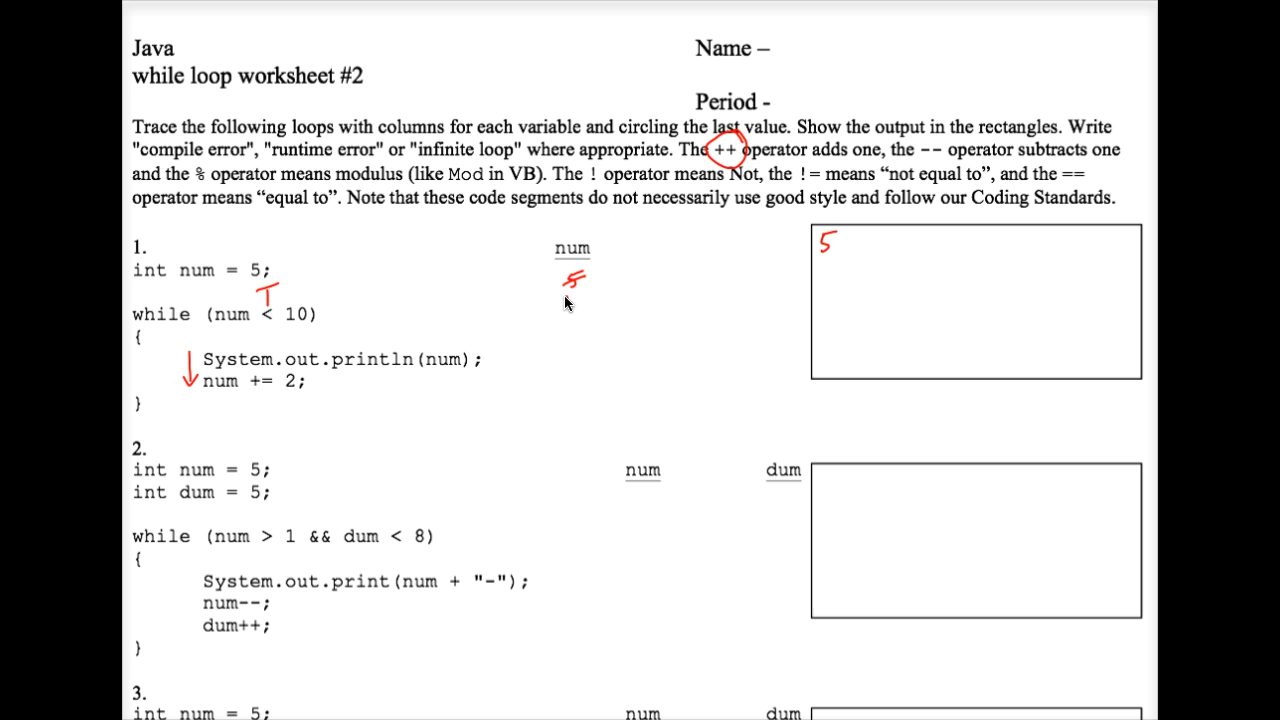 Java
Name –
while loop worksheet #2
Period -
Trace the following loops with columns for each variable and circling the last value. Show the output in the rectangles. Write
"compile error", "runtime error" or "infinite loop" where appropriate. The ++ operator adds one, the -- operator subtracts one
and the % operator means modulus (like Mod in VB). The ! operator means Not, the != means “not equal to”, and the ==
operator means “equal to”. Note that these code segments do not necessarily use good style and follow our Coding Standards.
1.
num
5
int num = 5;
5
T
while (num < 10)
{
System.out.println(num);
num += 2;
}
2.
int num = 5;
num
dum
int dum = 5;
while (num > 1 && dum < 8)
{
System.out.print(num + "-");
num--;
dum++;
}
3.
int num = 5;
num
dum